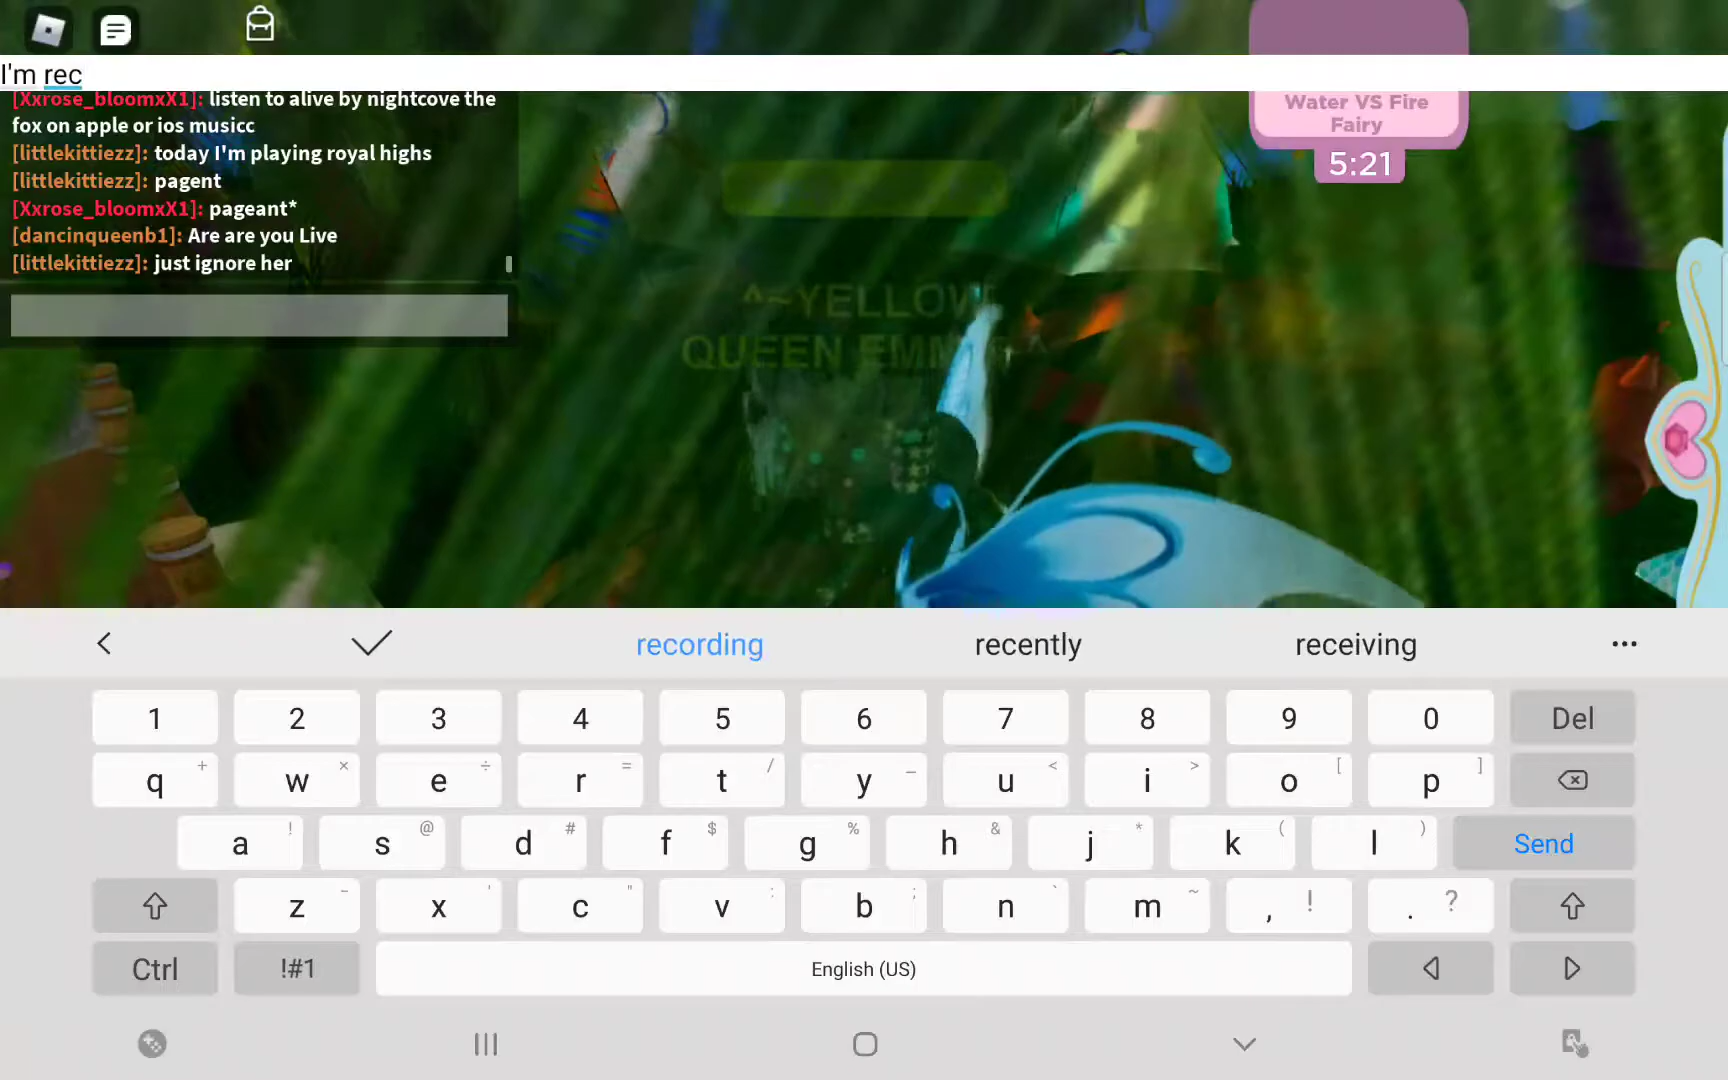 I'm rec
[Xxrose_bloomxX1]: listen to alive by nightcove the
fox on apple or ios musicc
[littlekittiezz]: today I'm playing royal highs
[littlekittiezz]: pagent
[Xxrose_bloomxX1]: pageant*
[dancinqueenb1]: Are are you Live
[littlekittiezz]: just ignore her
Water VS Fire
Fairy
5:21
^~YELLOW
QUEEN
recording recently receiving ...
1 2 3 4 5 6 7 8 9 0 Del
q + w × e ÷ r = t / y _ u < i > o [ p ]
a ! s @ d # f $ g % h & j * k ( l ) Send
z - x ' c " v : b ; n ` m ~ , ! . ?
Ctrl !#1 English (US)